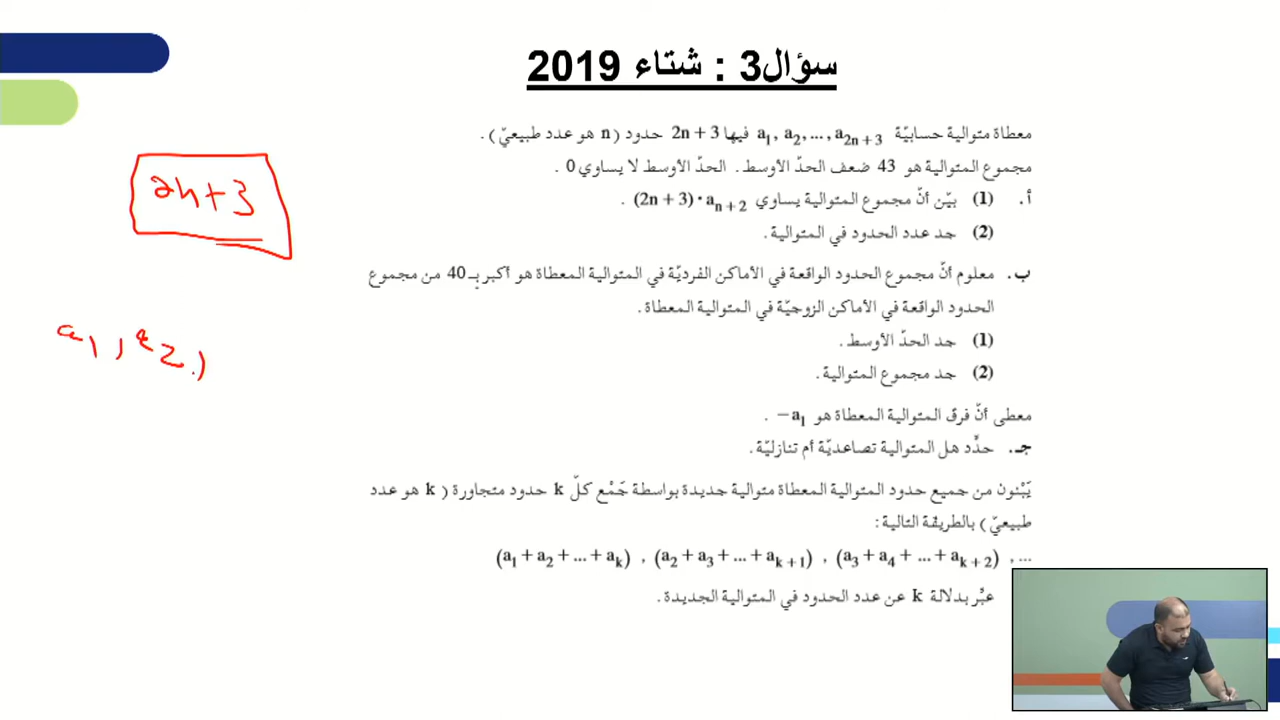 سؤال3 : شتاء 2019
معطاة متوالية حسابيّة a₁, a₂, ..., a₂ₙ₊₃ فيها 2n + 3 حدود (n هو عدد طبيعيّ) .
مجموع المتوالية هو 43 ضعف الحدّ الأوسط . الحدّ الأوسط لا يساوي 0 .
أ. (1) بيّن أنّ مجموع المتوالية يساوي (2n + 3) · aₙ₊₂ .
(2) جد عدد الحدود في المتوالية .
ب. معلوم أنّ مجموع الحدود الواقعة في الأماكن الفرديّة في المتوالية المعطاة هو أكبر بـ 40 من مجموع
الحدود الواقعة في الأماكن الزوجيّة في المتوالية المعطاة .
(1) جد الحدّ الأوسط .
(2) جد مجموع المتوالية .
معطى أنّ فرق المتوالية المعطاة هو −a₁ .
جـ. حدِّد هل المتوالية تصاعديّة أم تنازليّة .
يَبْنون من جميع حدود المتوالية المعطاة متوالية جديدة بواسطة جَمْع كلّ k حدود متجاورة ( k هو عدد
طبيعيّ ) بالطريقة التالية :
(a₁ + a₂ + ... + aₖ) , (a₂ + a₃ + ... + aₖ₊₁) , (a₃ + a₄ + ... + aₖ₊₂) , ...
عبِّر بدلالة k عن عدد الحدود في المتوالية الجديدة .
2n+3
a₁ , a₂ ,